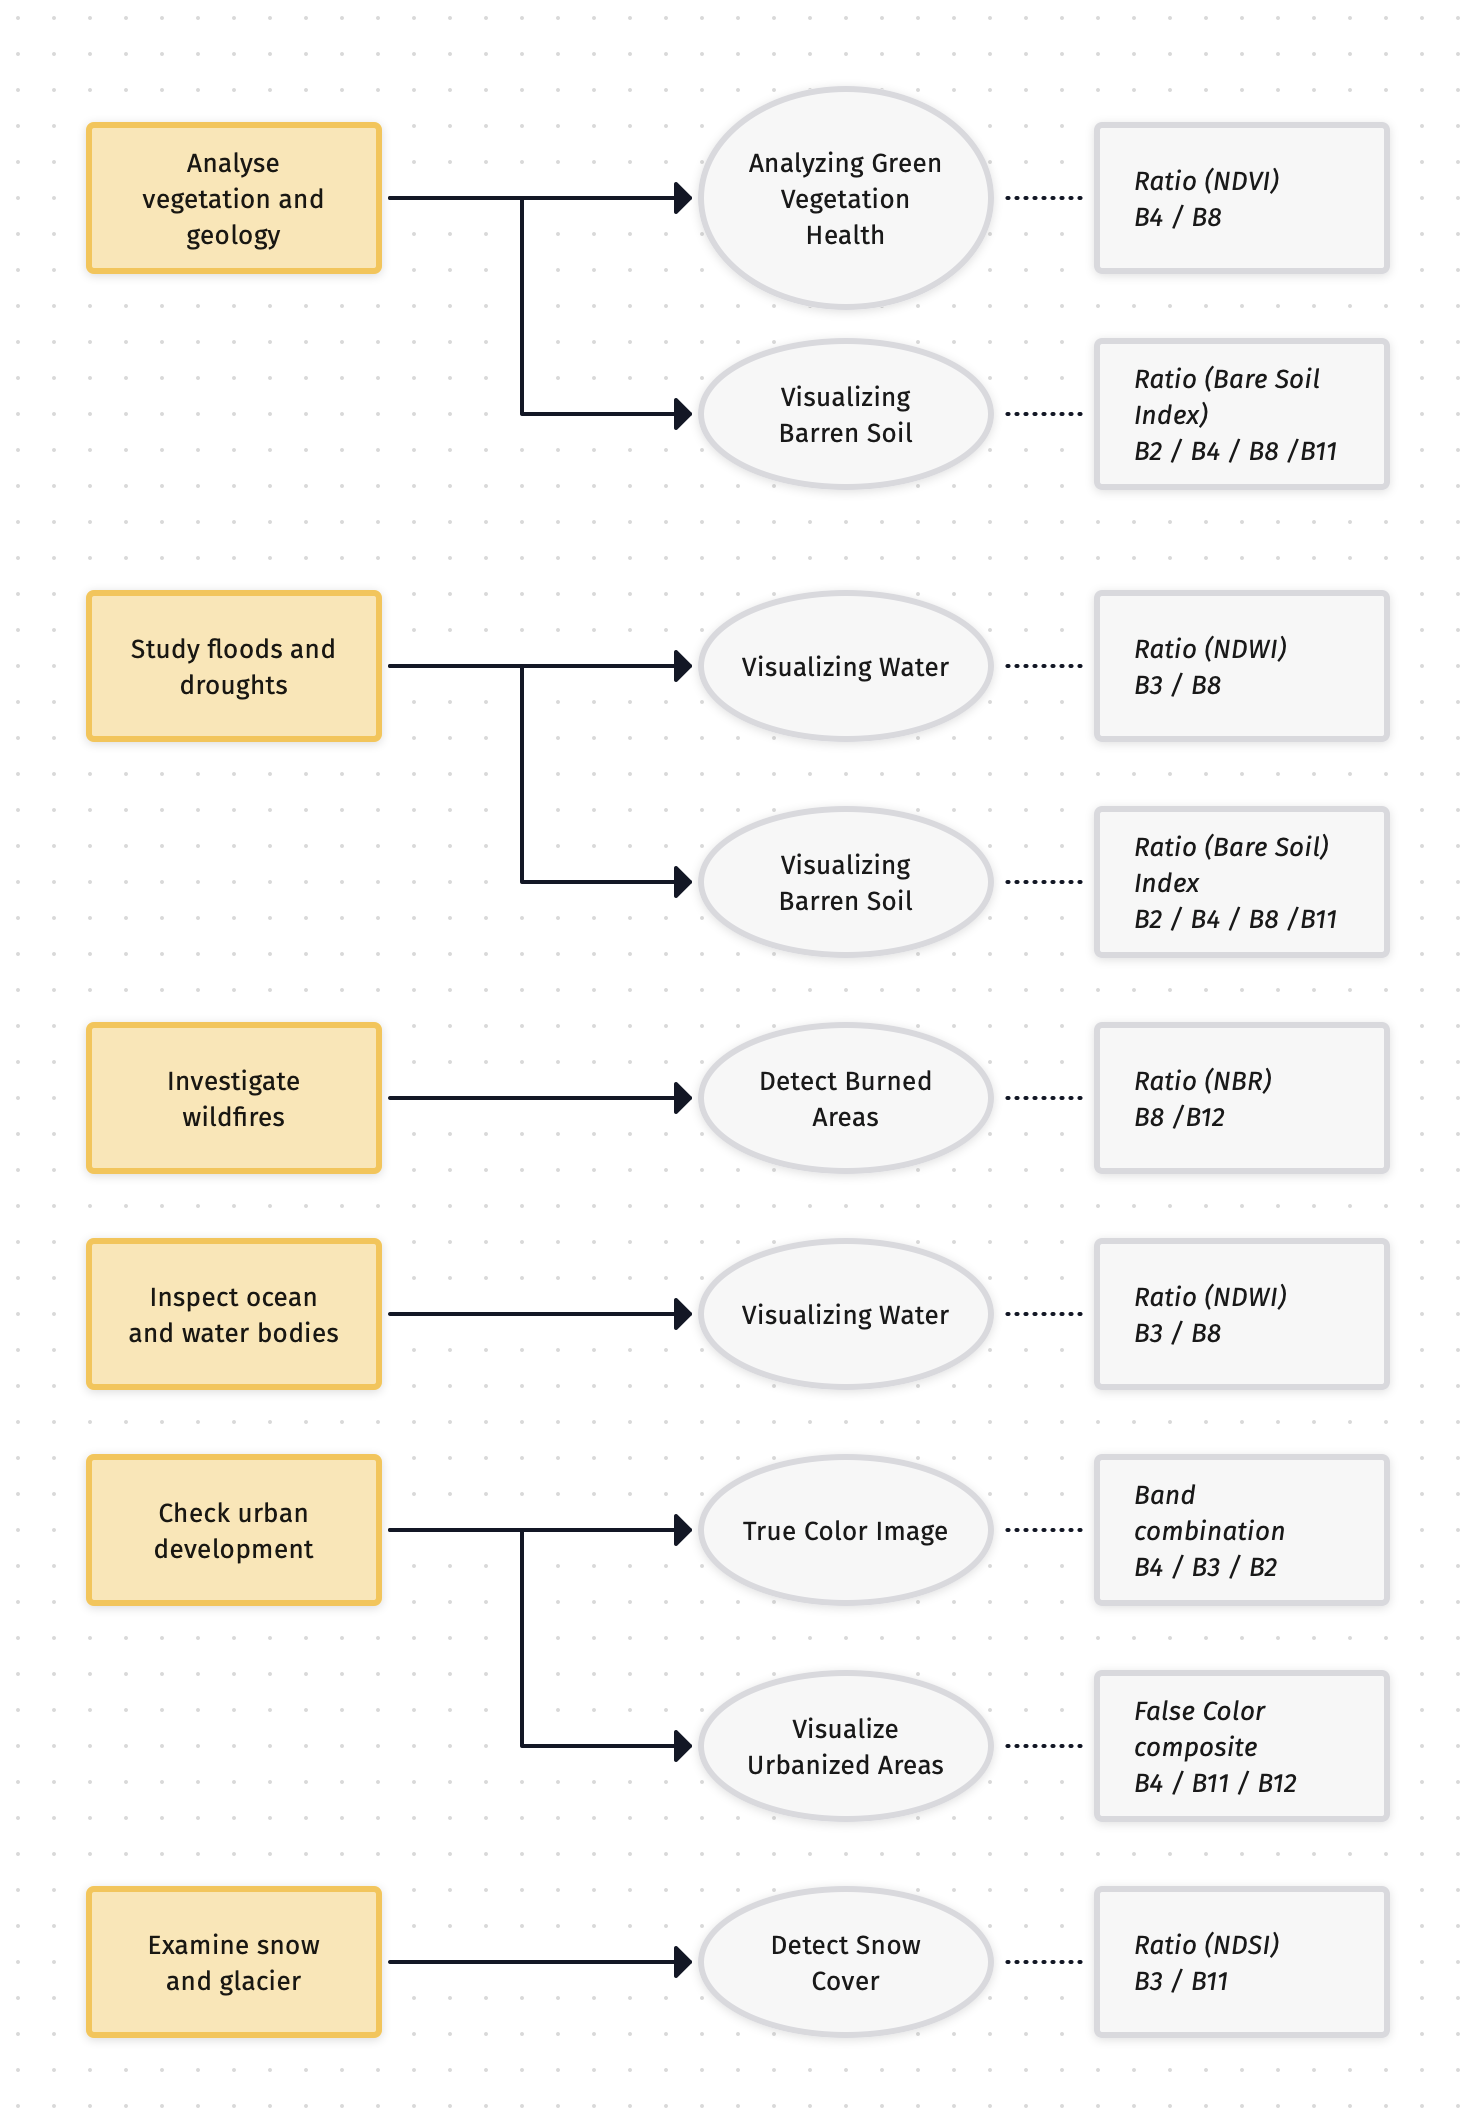 Analyse
vegetation and
geology
Analyzing Green
Vegetation
Health
Ratio (NDVI)
B4 / B8
Visualizing
Barren Soil
Ratio (Bare Soil
Index)
B2 / B4 / B8 /B11
Study floods and
droughts
Visualizing Water
Ratio (NDWI)
B3 / B8
Visualizing
Barren Soil
Ratio (Bare Soil)
Index
B2 / B4 / B8 /B11
Investigate
wildfires
Detect Burned
Areas
Ratio (NBR)
B8 /B12
Inspect ocean
and water bodies
Visualizing Water
Ratio (NDWI)
B3 / B8
Check urban
development
True Color Image
Band
combination
B4 / B3 / B2
Visualize
Urbanized Areas
False Color
composite
B4 / B11 / B12
Examine snow
and glacier
Detect Snow
Cover
Ratio (NDSI)
B3 / B11